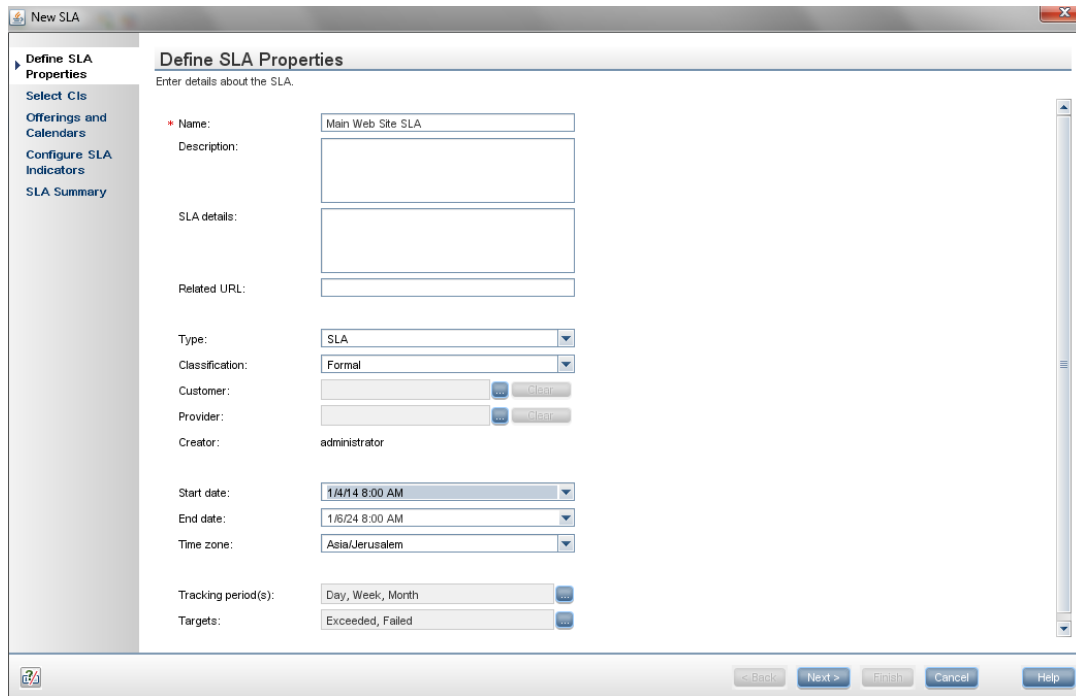 New SLA
Define SLA
Properties
Select CIs
Offerings and
Calendars
Configure SLA
Indicators
SLA Summary
Define SLA Properties
Enter details about the SLA.
* Name: Main Web Site SLA
Description:
SLA details:
Related URL:
Type: SLA
Classification: Formal
Customer: ... Clear
Provider: ... Clear
Creator: administrator
Start date: 1/4/14 8:00 AM
End date: 1/6/24 8:00 AM
Time zone: Asia/Jerusalem
Tracking period(s): Day, Week, Month ...
Targets: Exceeded, Failed ...
< Back Next > Finish Cancel Help